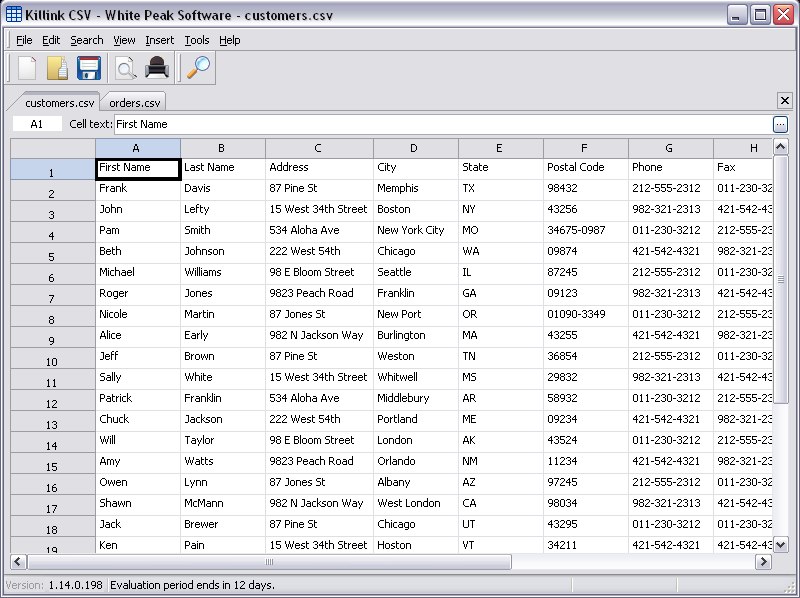 Killink CSV - White Peak Software - customers.csv
File Edit Search View Insert Tools Help
customers.csv orders.csv
A1 Cell text: First Name
A B C D E F G H
1 First Name Last Name Address City State Postal Code Phone Fax
2 Frank Davis 87 Pine St Memphis TX 98432 212-555-2312 011-230-32
3 John Lefty 15 West 34th Street Boston NY 43256 982-321-2313 421-542-43
4 Pam Smith 534 Aloha Ave New York City MO 34675-0987 011-230-3212 212-555-23
5 Beth Johnson 222 West 54th Chicago WA 09874 421-542-4321 982-321-23
6 Michael Williams 98 E Bloom Street Seattle IL 87245 212-555-2312 011-230-32
7 Roger Jones 9823 Peach Road Franklin GA 09123 982-321-2313 421-542-43
8 Nicole Martin 87 Jones St New Port OR 01090-3349 011-230-3212 212-555-23
9 Alice Early 982 N Jackson Way Burlington MA 43255 421-542-4321 982-321-23
10 Jeff Brown 87 Pine St Weston TN 36854 212-555-2312 011-230-32
11 Sally White 15 West 34th Street Whitwell MS 29832 982-321-2313 421-542-43
12 Patrick Franklin 534 Aloha Ave Middlebury AR 58932 011-230-3212 212-555-23
13 Chuck Jackson 222 West 54th Portland ME 09234 421-542-4321 982-321-23
14 Will Taylor 98 E Bloom Street London AK 43524 011-230-3212 212-555-23
15 Amy Watts 9823 Peach Road Orlando NM 11234 421-542-4321 982-321-23
16 Owen Lynn 87 Jones St Albany AZ 97245 212-555-2312 011-230-32
17 Shawn McMann 982 N Jackson Way West London CA 98034 982-321-2313 421-542-43
18 Jack Brewer 87 Pine St Chicago UT 43295 011-230-3212 011-230-32
19 Ken Pain 15 West 34th Street Hoston VT 34211 421-542-4321 421-542-43
Version: 1.14.0.198 Evaluation period ends in 12 days.